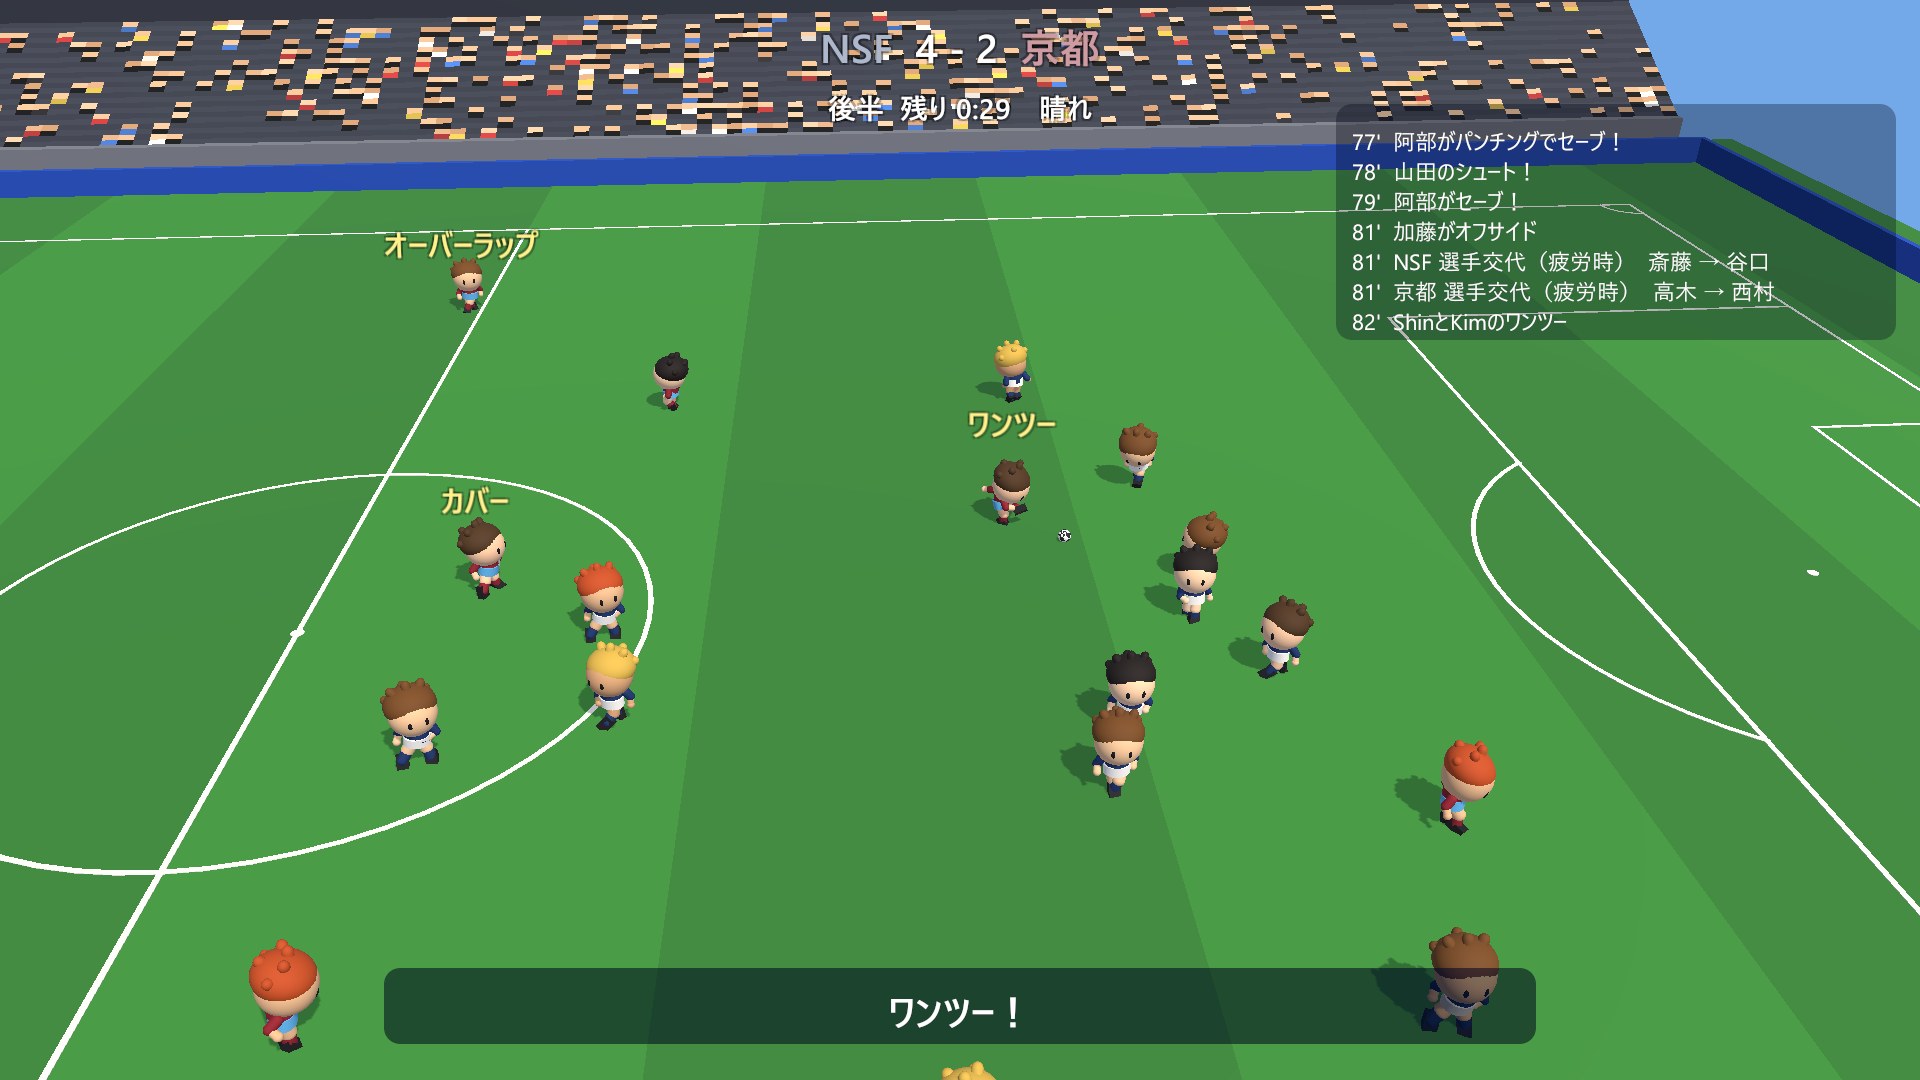 NSF 4 - 2 京都
後半 残り 0:29 晴れ
77' 阿部がパンチングでセーブ！
78' 山田のシュート！
79' 阿部がセーブ！
81' 加藤がオフサイド
81' NSF 選手交代（疲労時） 斎藤 → 谷口
81' 京都 選手交代（疲労時） 高木 → 西村
82' ShinとKimのワンツー
オーバーラップ
ワンツー
カバー
ワンツー！